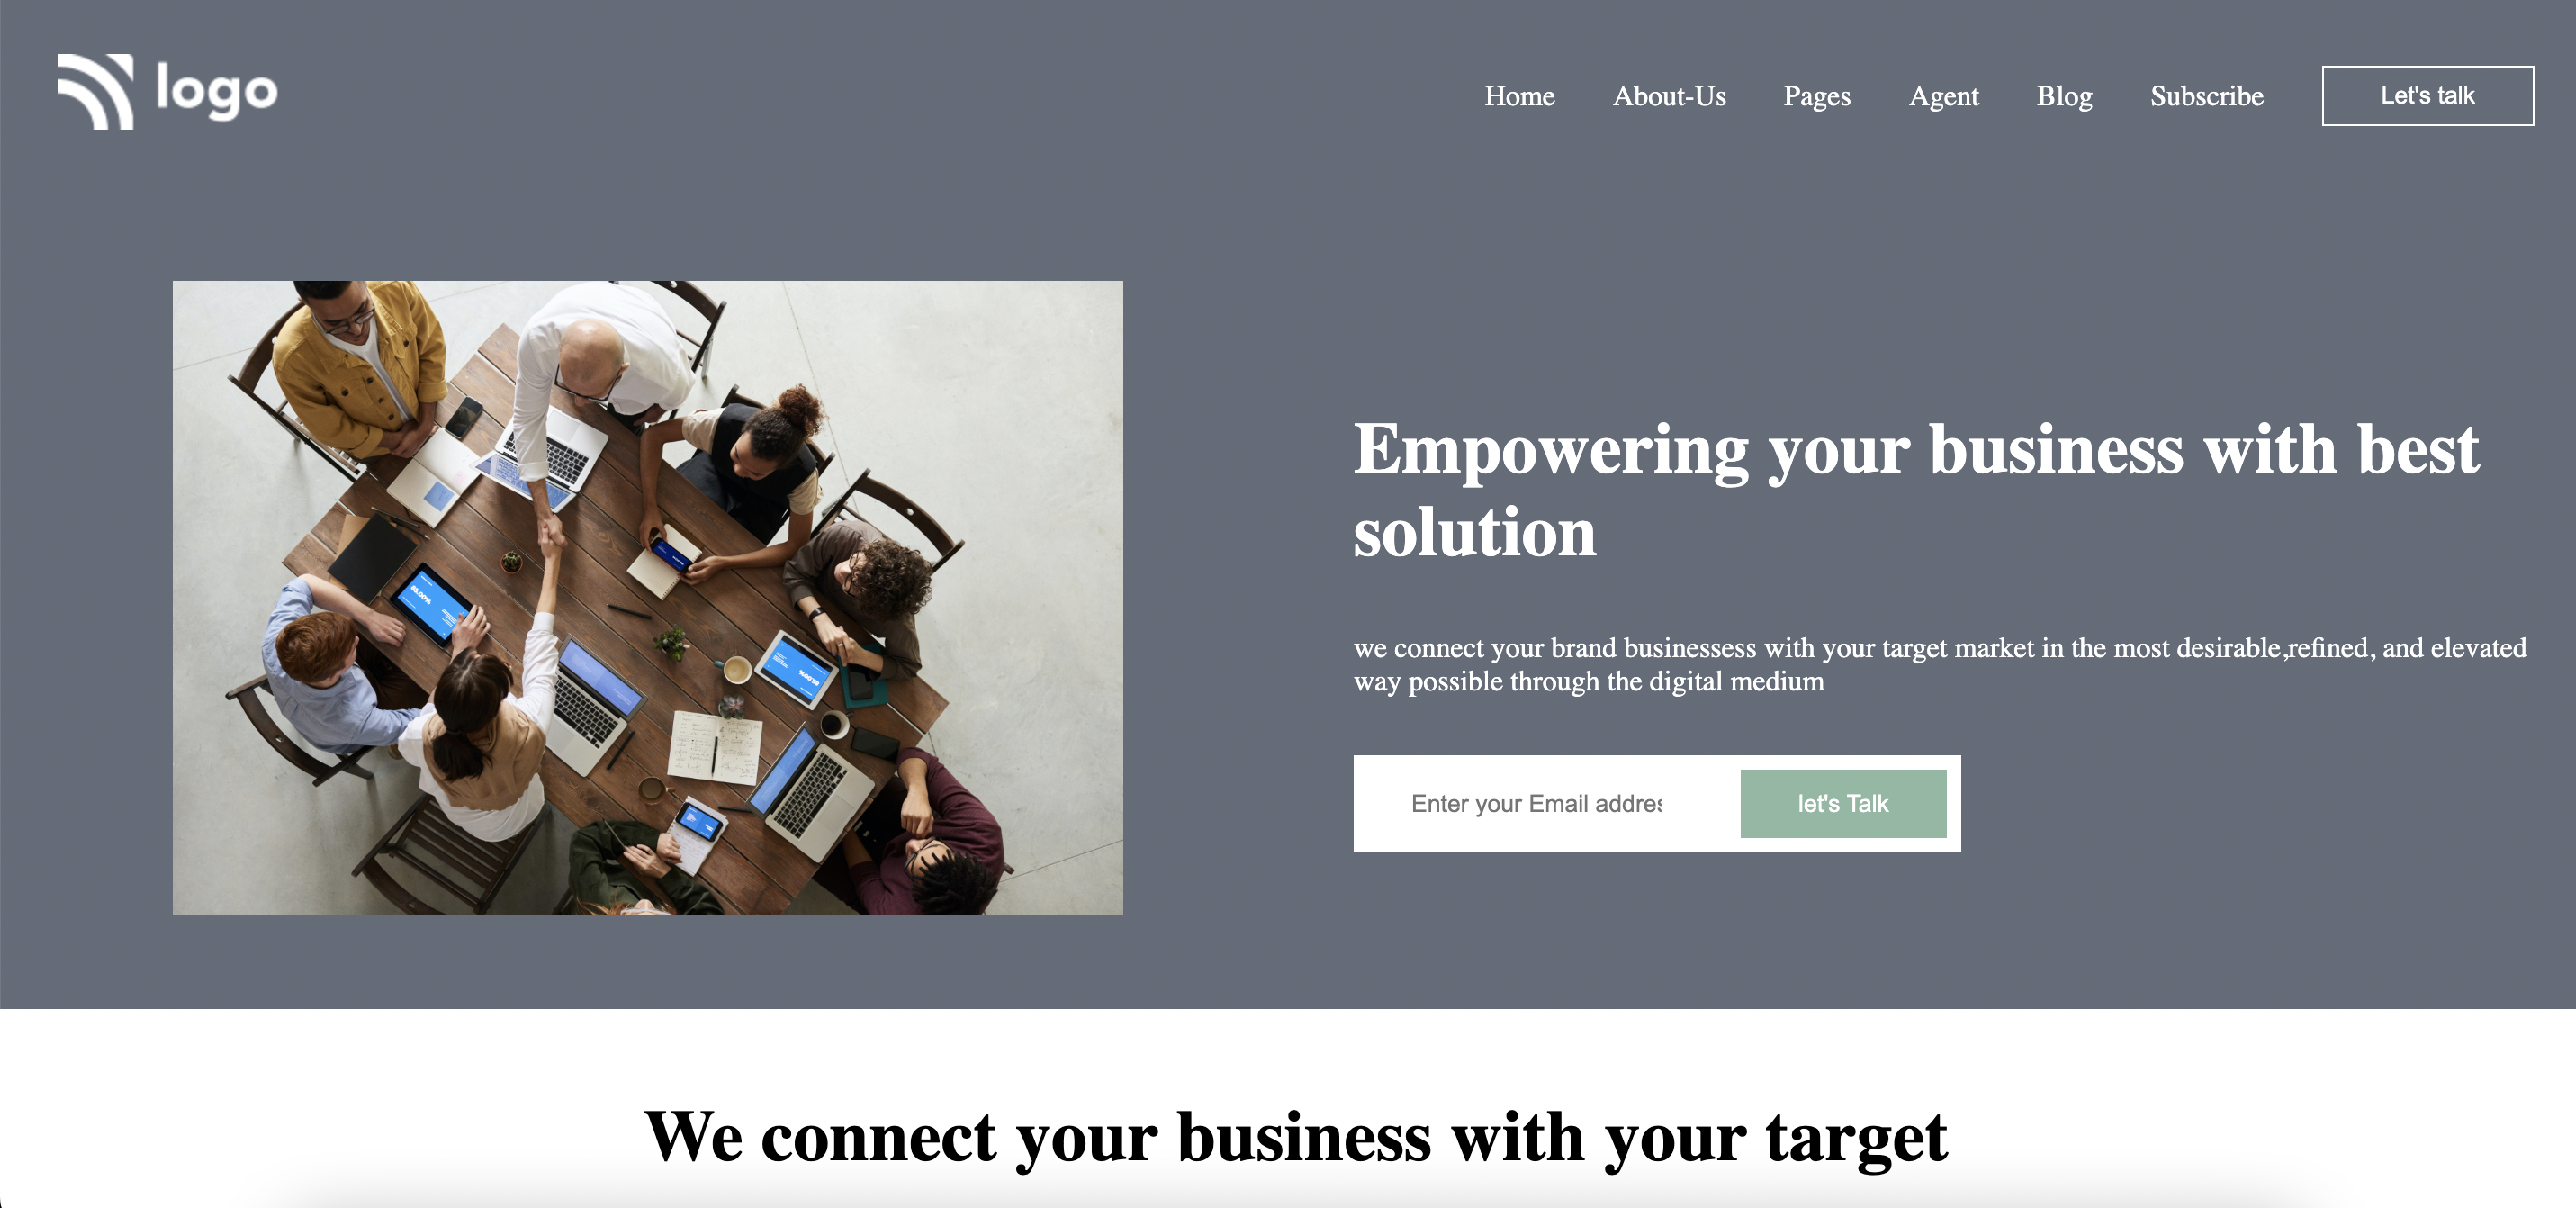 logo
Home About-Us Pages Agent Blog Subscribe Let's talk
Empowering your business with best
solution
we connect your brand businessess with your target market in the most desirable,refined, and elevated
way possible through the digital medium
Enter your Email addres let's Talk
We connect your business with your target